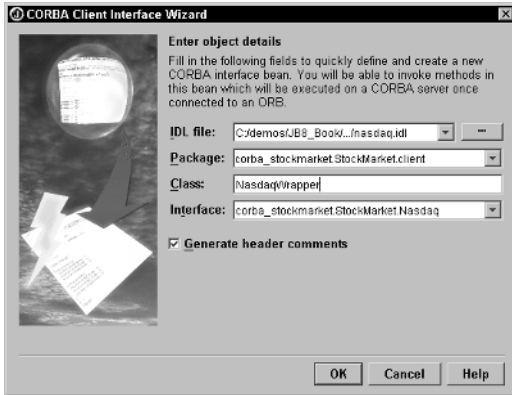 CORBA Client Interface Wizard
Enter object details
Fill in the following fields to quickly define and create a new
CORBA interface bean. You will be able to invoke methods in
this bean which will be executed on a CORBA server once
connected to an ORB.
IDL file: C:/demos/JB8_Book/.../nasdaq.idl ...
Package: corba_stockmarket.StockMarket.client
Class: NasdaqWrapper
Interface: corba_stockmarket.StockMarket.Nasdaq
Generate header comments
OK Cancel Help